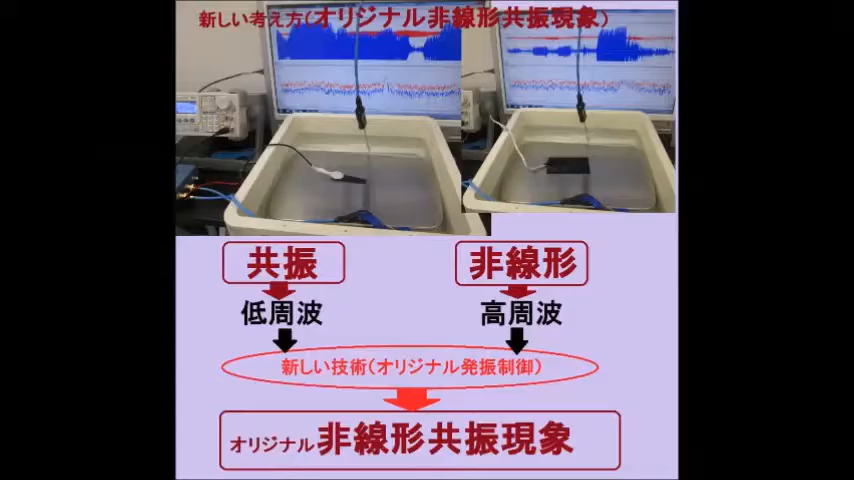 新しい考え方(オリジナル非線形共振現象)
共振
非線形
低周波
高周波
新しい技術(オリジナル発振制御)
オリジナル非線形共振現象